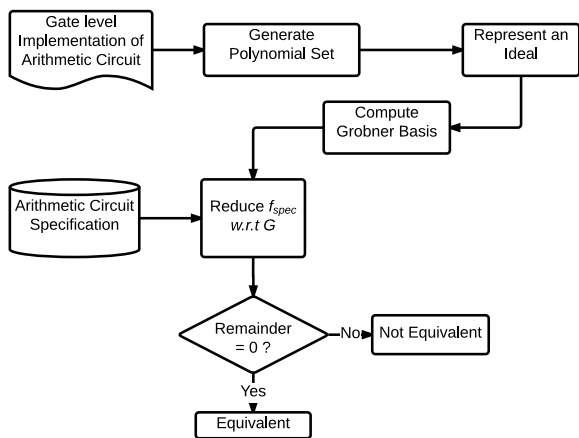 Gate level
Implementation of
Arithmetic Circuit
Generate
Polynomial Set
Represent an
Ideal
Compute
Grobner Basis
Arithmetic Circuit
Specification
Reduce fspec
w.r.t G
Remainder
= 0 ?
No
Not Equivalent
Yes
Equivalent